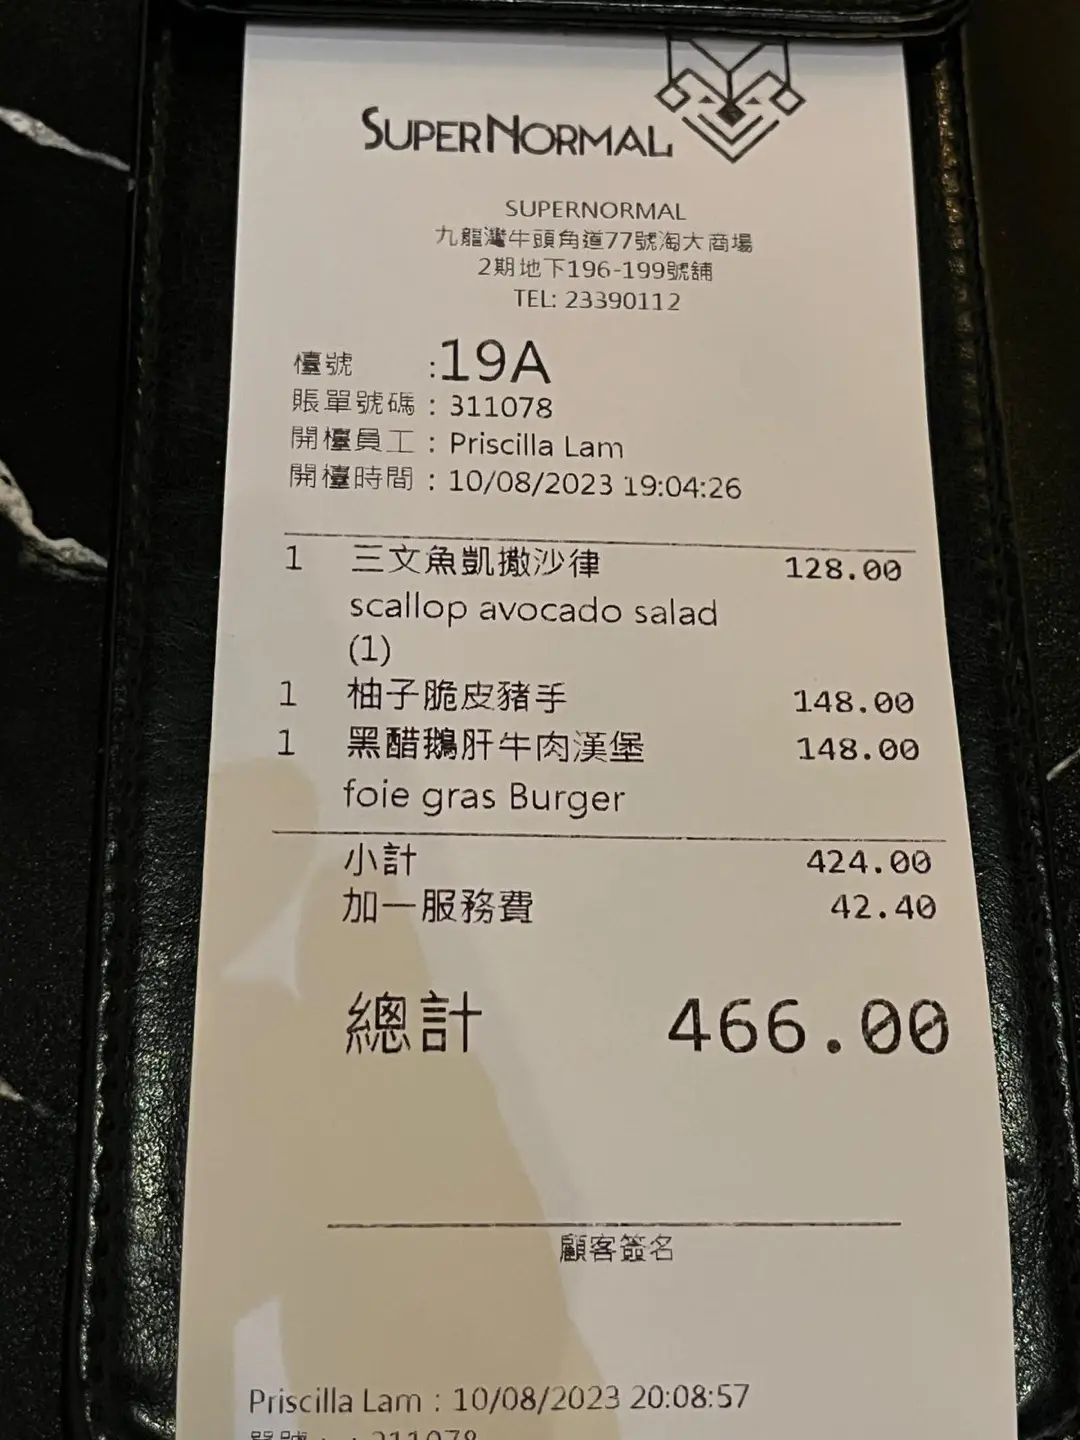 SUPERNORMAL
SUPERNORMAL
九龍灣牛頭角道77號淘大商場
2期地下196-199號舖
TEL: 23390112
檯號 :19A
賬單號碼 : 311078
開檯員工 : Priscilla Lam
開檯時間 : 10/08/2023 19:04:26
1 三文魚凱撒沙律 128.00
scallop avocado salad
(1)
1 柚子脆皮豬手 148.00
1 黑醋鵝肝牛肉漢堡 148.00
foie gras Burger
小計 424.00
加一服務費 42.40
總計 466.00
顧客簽名
Priscilla Lam : 10/08/2023 20:08:57
單號 : 311078